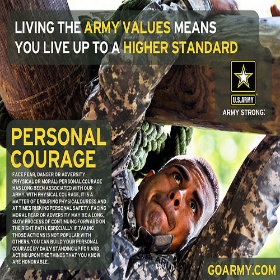 LIVING THE ARMY VALUES MEANS
YOU LIVE UP TO A HIGHER STANDARD
U.S. ARMY
ARMY STRONG.
PERSONAL
COURAGE
FACE FEAR, DANGER OR ADVERSITY
(PHYSICAL OR MORAL). PERSONAL COURAGE
HAS LONG BEEN ASSOCIATED WITH OUR
ARMY. WITH PHYSICAL COURAGE, IT IS A
MATTER OF ENDURING PHYSICAL DURESS AND
AT TIMES RISKING PERSONAL SAFETY. FACING
MORAL FEAR OR ADVERSITY MAY BE A LONG,
SLOW PROCESS OF CONTINUING FORWARD ON
THE RIGHT PATH, ESPECIALLY IF TAKING
THOSE ACTIONS IS NOT POPULAR WITH
OTHERS. YOU CAN BUILD YOUR PERSONAL
COURAGE BY DAILY STANDING UP FOR AND
ACTING UPON THE THINGS THAT YOU KNOW
ARE HONORABLE.
GOARMY.COM